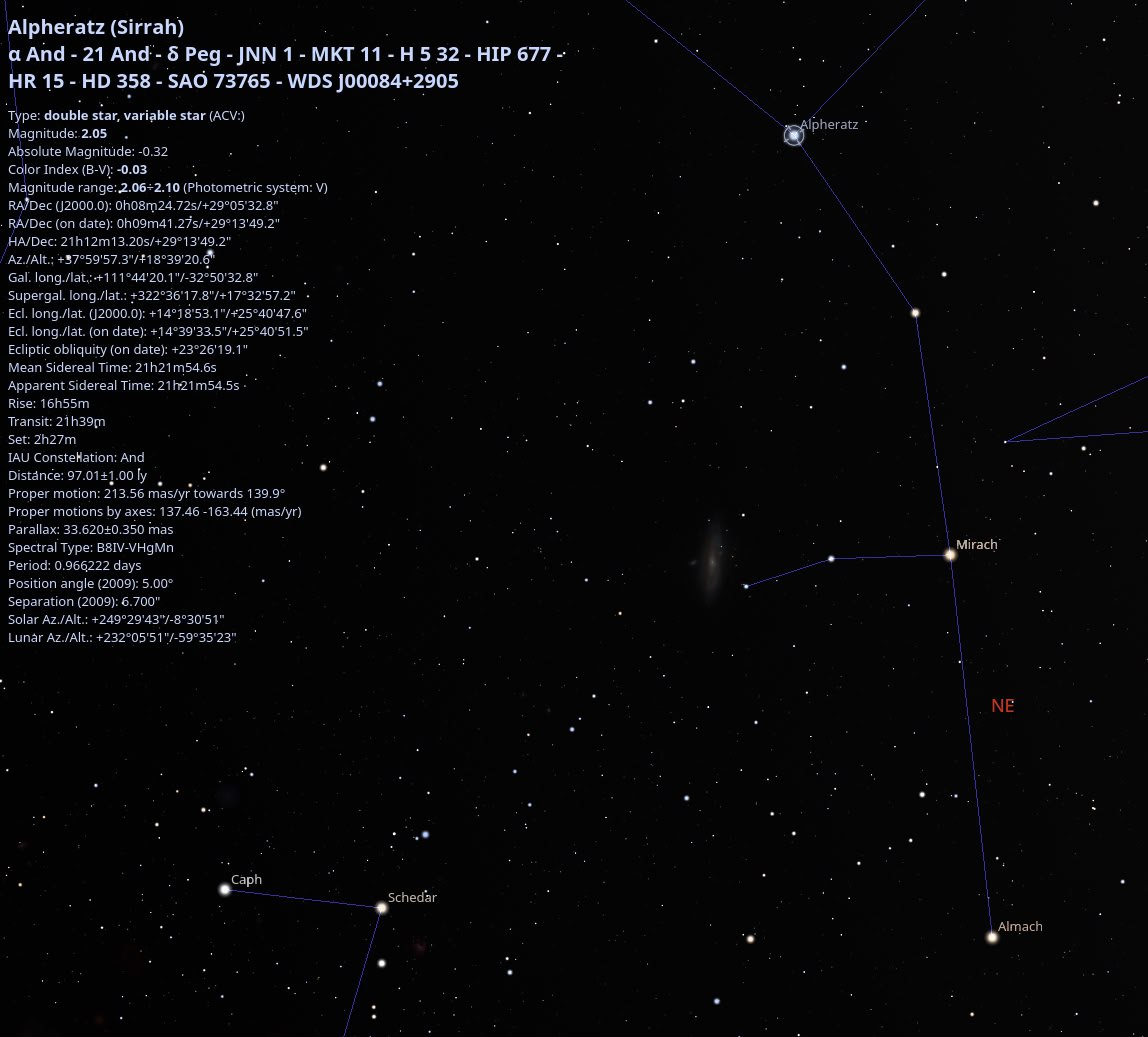 Alpheratz (Sirrah)
α And - 21 And - δ Peg - JNN 1 - MKT 11 - H 5 32 - HIP 677 -
HR 15 - HD 358 - SAO 73765 - WDS J00084+2905
Type: double star, variable star (ACV:)
Magnitude: 2.05
Absolute Magnitude: -0.32
Color Index (B-V): -0.03
Magnitude range: 2.06÷2.10 (Photometric system: V)
RA/Dec (J2000.0): 0h08m24.72s/+29°05'32.8"
RA/Dec (on date): 0h09m41.27s/+29°13'49.2"
HA/Dec: 21h12m13.20s/+29°13'49.2"
Az./Alt.: +37°59'57.3"/+18°39'20.6"
Gal. long./lat.: +111°44'20.1"/-32°50'32.8"
Supergal. long./lat.: +322°36'17.8"/+17°32'57.2"
Ecl. long./lat. (J2000.0): +14°18'53.1"/+25°40'47.6"
Ecl. long./lat. (on date): +14°39'33.5"/+25°40'51.5"
Ecliptic obliquity (on date): +23°26'19.1"
Mean Sidereal Time: 21h21m54.6s
Apparent Sidereal Time: 21h21m54.5s
Rise: 16h55m
Transit: 21h39m
Set: 2h27m
IAU Constellation: And
Distance: 97.01±1.00 ly
Proper motion: 213.56 mas/yr towards 139.9°
Proper motions by axes: 137.46 -163.44 (mas/yr)
Parallax: 33.620±0.350 mas
Spectral Type: B8IV-VHgMn
Period: 0.966222 days
Position angle (2009): 5.00°
Separation (2009): 6.700"
Solar Az./Alt.: +249°29'43"/-8°30'51"
Lunar Az./Alt.: +232°05'51"/-59°35'23"
Alpheratz
Mirach
NE
Caph
Schedar
Almach